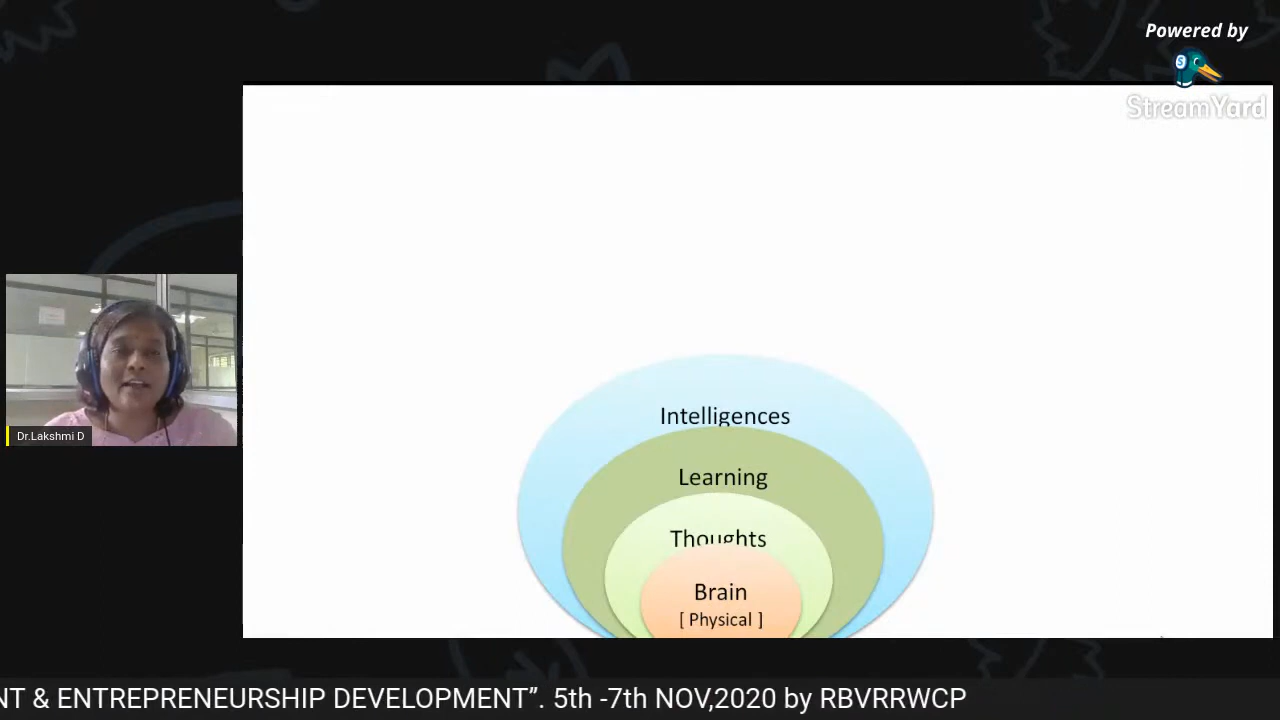 Powered by
StreamYard
Intelligences
Learning
Thoughts
Brain
[ Physical ]
Dr.Lakshmi D
NT & ENTREPRENEURSHIP DEVELOPMENT”. 5th -7th NOV,2020 by RBVRRWCP